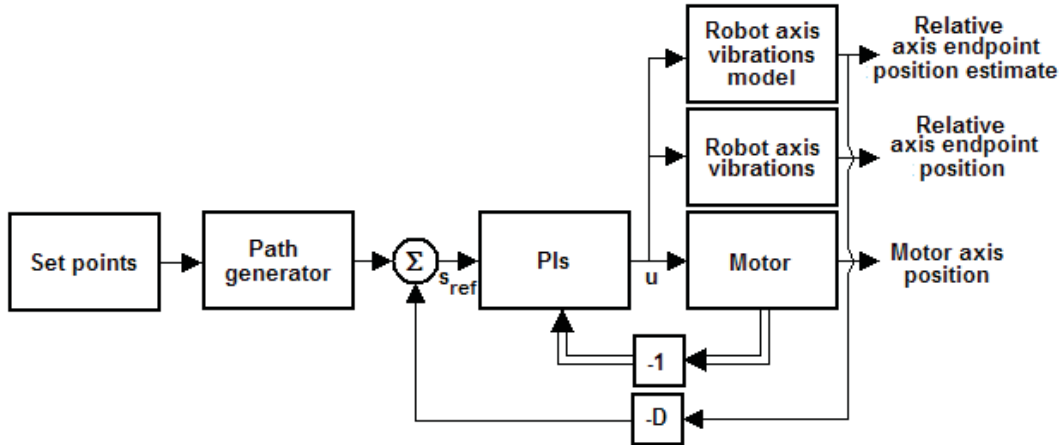 Robot axis
vibrations
model
Relative
axis endpoint
position estimate
Robot axis
vibrations
Relative
axis endpoint
position
Set points
Path
generator
Σ
s_ref
PIs
u
Motor
Motor axis
position
-1
-D